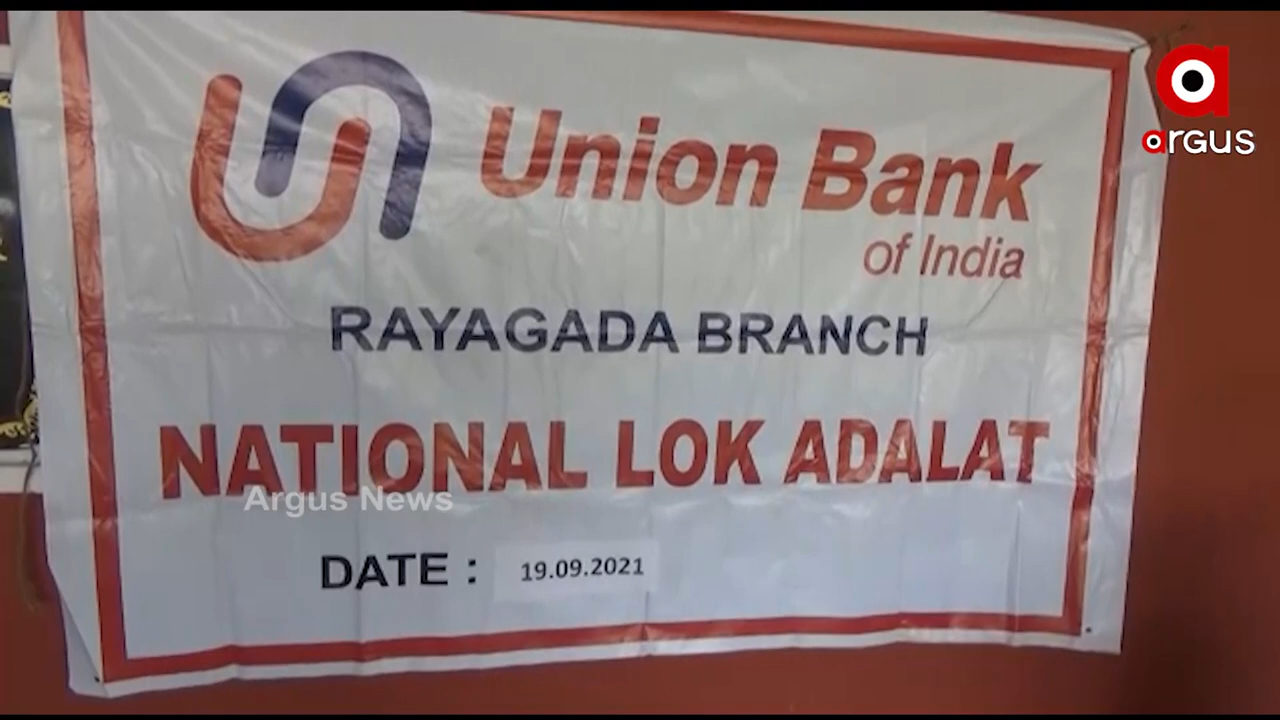 Union Bank
of India
RAYAGADA BRANCH
NATIONAL LOK ADALAT
Argus News
DATE : 19.09.2021
argus